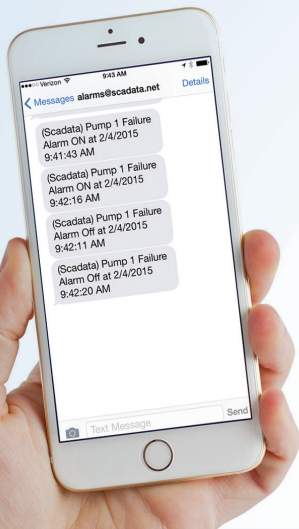 Verizon 9:43 AM
Messages alarms@scadata.net Details
(Scadata) Pump 1 Failure
Alarm ON at 2/4/2015
9:41:43 AM
(Scadata) Pump 1 Failure
Alarm ON at 2/4/2015
9:42:16 AM
(Scadata) Pump 1 Failure
Alarm Off at 2/4/2015
9:42:11 AM
(Scadata) Pump 1 Failure
Alarm Off at 2/4/2015
9:42:20 AM
Text Message Send